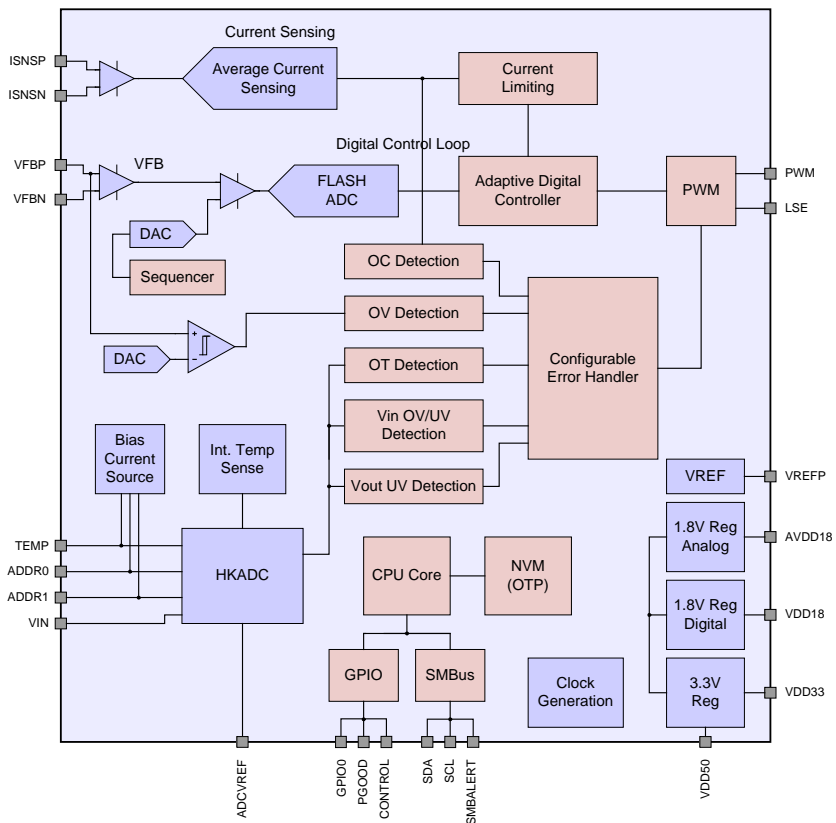 Current Sensing
ISNSP
ISNSN
Average Current
Sensing
Current
Limiting
Digital Control Loop
VFBP
VFBN
VFB
FLASH
ADC
Adaptive Digital
Controller
PWM
PWM
LSE
DAC
Sequencer
OC Detection
OV Detection
+
−
DAC
OT Detection
Configurable
Error Handler
Vin OV/UV
Detection
Vout UV Detection
Bias
Current
Source
Int. Temp
Sense
VREF
VREFP
TEMP
ADDR0
ADDR1
VIN
HKADC
CPU Core
NVM
(OTP)
1.8V Reg
Analog
AVDD18
1.8V Reg
Digital
VDD18
GPIO
SMBus
Clock
Generation
3.3V
Reg
VDD33
ADCVREF
GPIO0
PGOOD
CONTROL
SDA
SCL
SMBALERT
VDD50